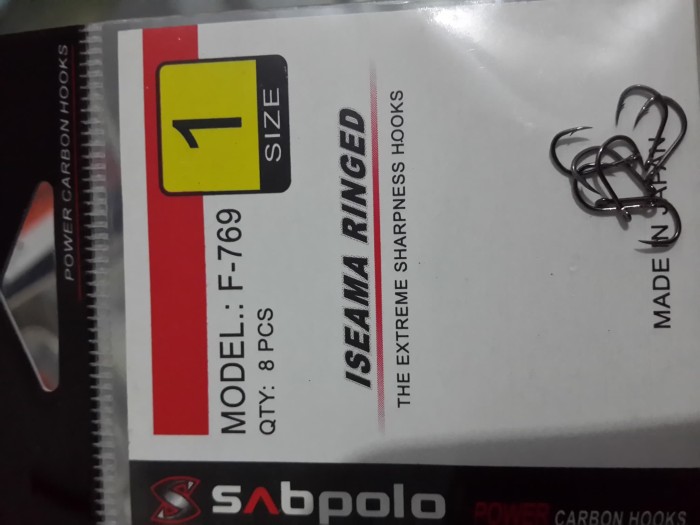 POWER CARBON HOOKS
1
SIZE
MODEL.: F-769
QTY: 8 PCS
ISEAMA RINGED
THE EXTREME SHARPNESS HOOKS
MADE IN JAPAN
sabpolo
POWER CARBON HOOKS